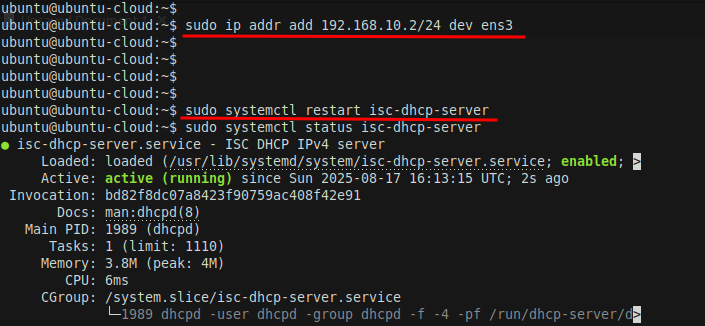 ubuntu@ubuntu-cloud:~$
ubuntu@ubuntu-cloud:~$ sudo ip addr add 192.168.10.2/24 dev ens3
ubuntu@ubuntu-cloud:~$
ubuntu@ubuntu-cloud:~$
ubuntu@ubuntu-cloud:~$
ubuntu@ubuntu-cloud:~$
ubuntu@ubuntu-cloud:~$ sudo systemctl restart isc-dhcp-server
ubuntu@ubuntu-cloud:~$ sudo systemctl status isc-dhcp-server
● isc-dhcp-server.service - ISC DHCP IPv4 server
Loaded: loaded (/usr/lib/systemd/system/isc-dhcp-server.service; enabled; >
Active: active (running) since Sun 2025-08-17 16:13:15 UTC; 2s ago
Invocation: bd82f8dc07a8423f90759ac408f42e91
Docs: man:dhcpd(8)
Main PID: 1989 (dhcpd)
Tasks: 1 (limit: 1110)
Memory: 3.8M (peak: 4M)
CPU: 6ms
CGroup: /system.slice/isc-dhcp-server.service
└─1989 dhcpd -user dhcpd -group dhcpd -f -4 -pf /run/dhcp-server/d>